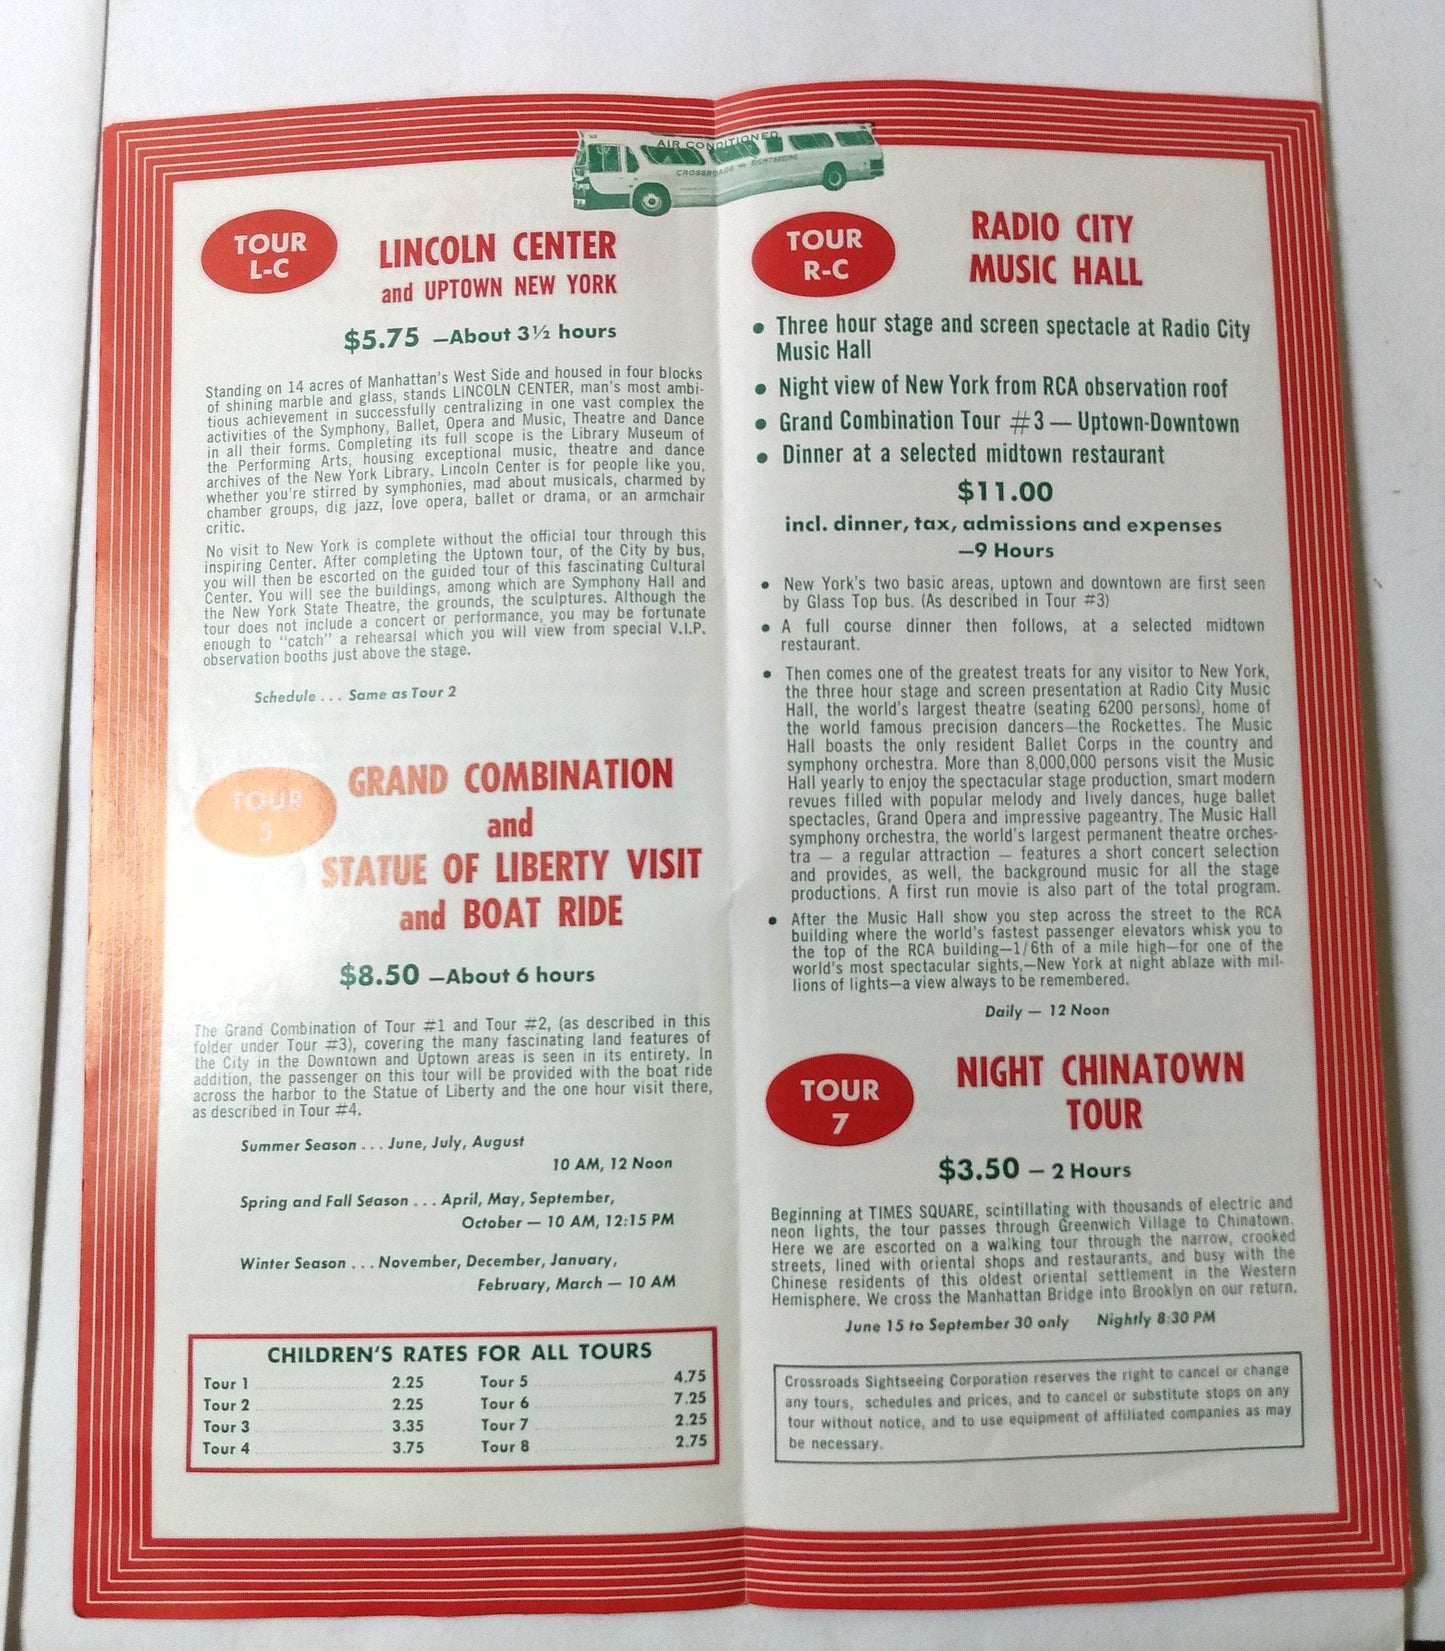 AIR CONDITIONED
CROSSROADS SIGHTSEEING
TOUR
L-C
LINCOLN CENTER
and UPTOWN NEW YORK
$5.75 —About 3½ hours
Standing on 14 acres of Manhattan's West Side and housed in four blocks
of shining marble and glass, stands LINCOLN CENTER, man's most ambi-
tious achievement in successfully centralizing in one vast complex the
activities of the Symphony, Ballet, Opera and Music, Theatre and Dance
in all their forms. Completing its full scope is the Library Museum of
the Performing Arts, housing exceptional music, theatre and dance
archives of the New York Library. Lincoln Center is for people like you,
whether you're stirred by symphonies, mad about musicals, charmed by
chamber groups, dig jazz, love opera, ballet or drama, or an armchair
critic.
No visit to New York is complete without the official tour through this
inspiring Center. After completing the Uptown tour, of the City by bus,
you will then be escorted on the guided tour of this fascinating Cultural
Center. You will see the buildings, among which are Symphony Hall and
the New York State Theatre, the grounds, the sculptures. Although the
tour does not include a concert or performance, you may be fortunate
enough to "catch" a rehearsal which you will view from special V.I.P.
observation booths just above the stage.
Schedule . . . Same as Tour 2
TOUR
5
GRAND COMBINATION
and
STATUE OF LIBERTY VISIT
and BOAT RIDE
$8.50 —About 6 hours
The Grand Combination of Tour #1 and Tour #2, (as described in this
folder under Tour #3), covering the many fascinating land features of
the City in the Downtown and Uptown areas is seen in its entirety. In
addition, the passenger on this tour will be provided with the boat ride
across the harbor to the Statue of Liberty and the one hour visit there,
as described in Tour #4.
Summer Season . . . June, July, August
10 AM, 12 Noon
Spring and Fall Season . . . April, May, September,
October — 10 AM, 12:15 PM
Winter Season . . . November, December, January,
February, March — 10 AM
CHILDREN'S RATES FOR ALL TOURS
Tour 1 2.25 Tour 5 4.75
Tour 2 2.25 Tour 6 7.25
Tour 3 3.35 Tour 7 2.25
Tour 4 3.75 Tour 8 2.75
TOUR
R-C
RADIO CITY
MUSIC HALL
• Three hour stage and screen spectacle at Radio City
Music Hall
• Night view of New York from RCA observation roof
• Grand Combination Tour #3 — Uptown-Downtown
• Dinner at a selected midtown restaurant
$11.00
incl. dinner, tax, admissions and expenses
—9 Hours
• New York's two basic areas, uptown and downtown are first seen
by Glass Top bus. (As described in Tour #3)
• A full course dinner then follows, at a selected midtown
restaurant.
• Then comes one of the greatest treats for any visitor to New York,
the three hour stage and screen presentation at Radio City Music
Hall, the world's largest theatre (seating 6200 persons), home of
the world famous precision dancers—the Rockettes. The Music
Hall boasts the only resident Ballet Corps in the country and
symphony orchestra. More than 8,000,000 persons visit the Music
Hall yearly to enjoy the spectacular stage production, smart modern
revues filled with popular melody and lively dances, huge ballet
spectacles, Grand Opera and impressive pageantry. The Music Hall
symphony orchestra, the world's largest permanent theatre orches-
tra — a regular attraction — features a short concert selection
and provides, as well, the background music for all the stage
productions. A first run movie is also part of the total program.
• After the Music Hall show you step across the street to the RCA
building where the world's fastest passenger elevators whisk you to
the top of the RCA building—1/6th of a mile high—for one of the
world's most spectacular sights,—New York at night ablaze with mil-
lions of lights—a view always to be remembered.
Daily — 12 Noon
TOUR
7
NIGHT CHINATOWN
TOUR
$3.50 — 2 Hours
Beginning at TIMES SQUARE, scintillating with thousands of electric and
neon lights, the tour passes through Greenwich Village to Chinatown.
Here we are escorted on a walking tour through the narrow, crooked
streets, lined with oriental shops and restaurants, and busy with the
Chinese residents of this oldest oriental settlement in the Western
Hemisphere. We cross the Manhattan Bridge into Brooklyn on our return.
June 15 to September 30 only Nightly 8:30 PM
Crossroads Sightseeing Corporation reserves the right to cancel or change
any tours, schedules and prices, and to cancel or substitute stops on any
tour without notice, and to use equipment of affiliated companies as may
be necessary.